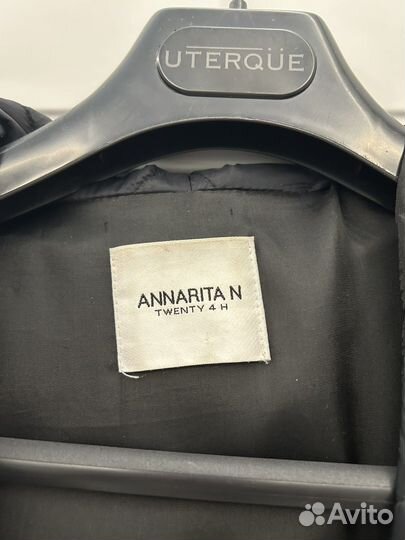 UTERQÜE
ANNARITA N
TWENTY 4 H
Avito